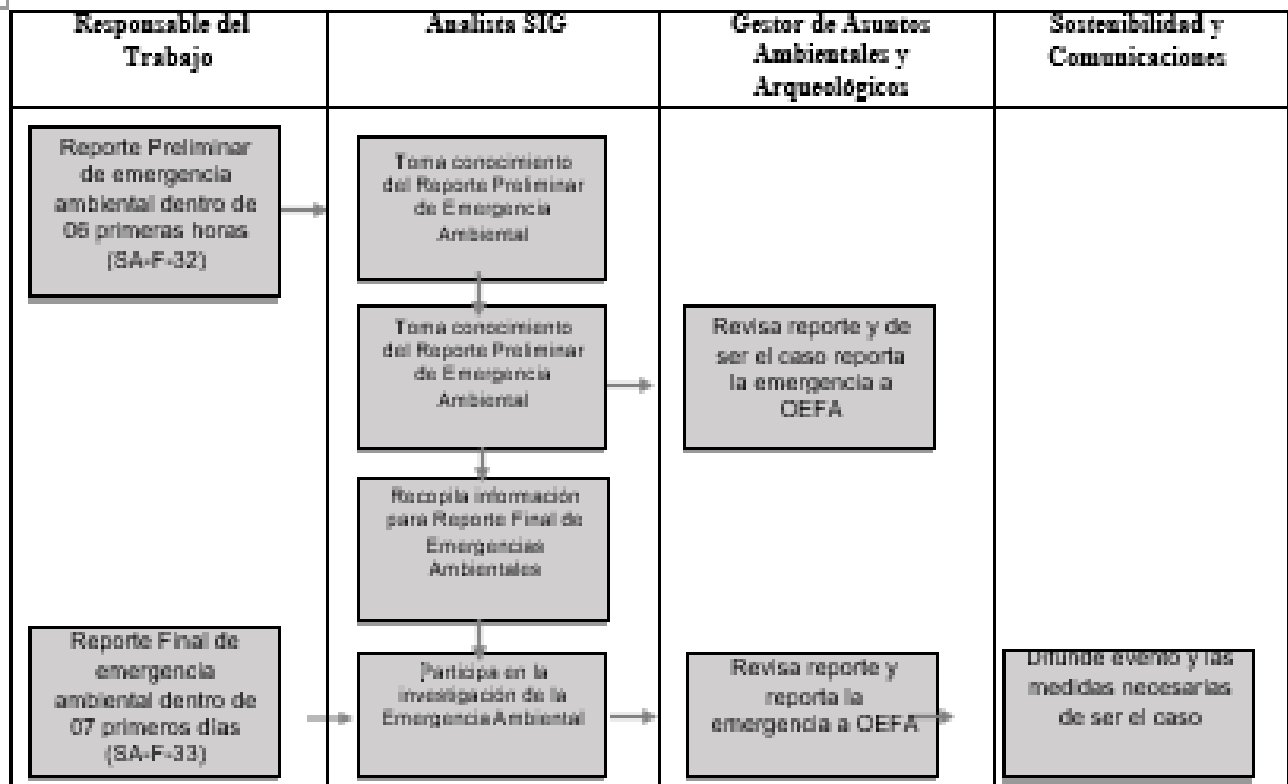 Responsable del
Trabajo
Analista SIG
Gestor de Asuntos
Ambientales y
Arqueológicos
Sostenibilidad y
Comunicaciones
Reporte Preliminar
de emergencia
ambiental dentro de
06 primeras horas
(SA-F-32)
Toma conocimiento
del Reporte Preliminar
de Emergencia
Ambiental
Toma conocimiento
del Reporte Preliminar
de Emergencia
Ambiental
Revisa reporte y de
ser el caso reporta
la emergencia a
OEFA
Recopila información
para Reporte Final de
Emergencias
Ambientales
Reporte Final de
emergencia
ambiental dentro de
07 primeros días
(SA-F-33)
Participa en la
investigación de la
Emergencia Ambiental
Revisa reporte y
reporta la
emergencia a OEFA
Difunde evento y las
medidas necesarias
de ser el caso